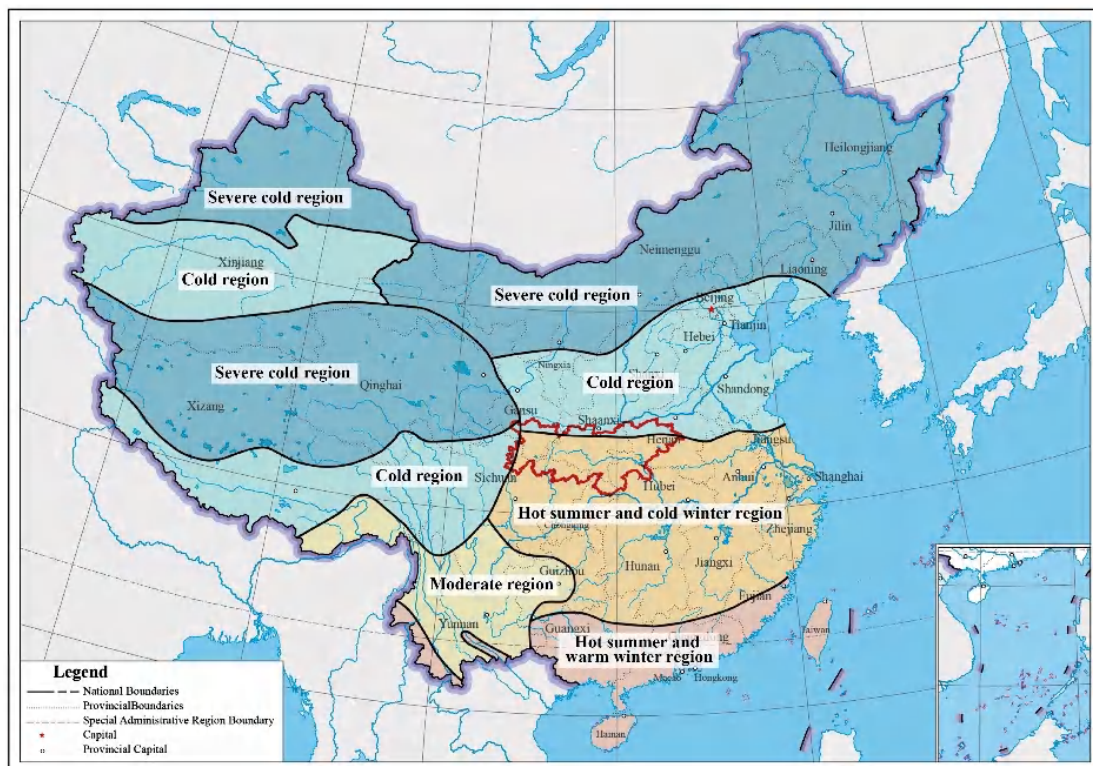 Heilongjiang
Severe cold region
Jilin
Neimenggu
Xinjiang
Liaoning
Cold region
Severe cold region
Beijing
Tianjin
Hebei
Ningxia
Severe cold region
Qinghai
Cold region
Shandong
Xizang
Gansu
Shaanxi
Henan
Jiangsu
Cold region
Sichuan
Anhui
Shanghai
Hubei
Hot summer and cold winter region
Chongqing
Zhejiang
Moderate region
Guizhou
Hunan
Jiangxi
Fujian
Yunnan
Guangxi
Hot summer and
warm winter region
Taiwan
Macao
Hongkong
Hainan
Legend
National Boundaries
ProvincialBoundaries
Special Administrative Region Boundary
Capital
Provincial Capital